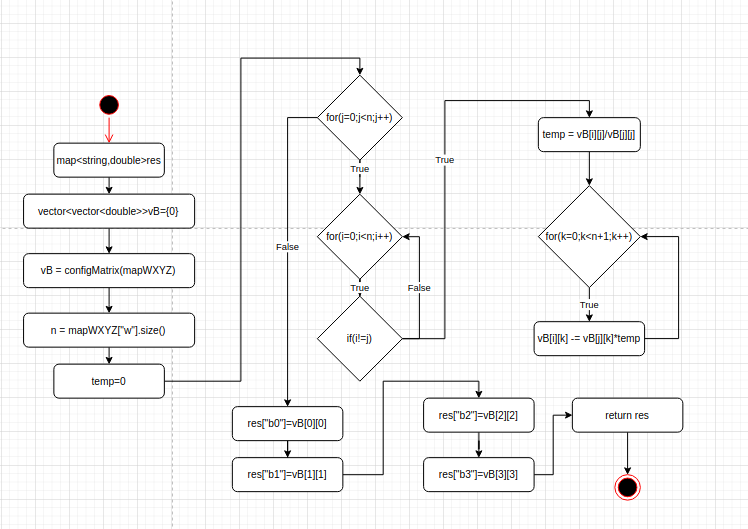 map<string,double>res
vector<vector<double>>vB={0}
vB = configMatrix(mapWXYZ)
n = mapWXYZ["w"].size()
temp=0
for(j=0;j<n;j++)
True
False
for(i=0;i<n;i++)
True
False
if(i!=j)
True
temp = vB[i][j]/vB[j][j]
for(k=0;k<n+1;k++)
True
vB[i][k] -= vB[j][k]*temp
res["b0"]=vB[0][0]
res["b1"]=vB[1][1]
res["b2"]=vB[2][2]
res["b3"]=vB[3][3]
return res